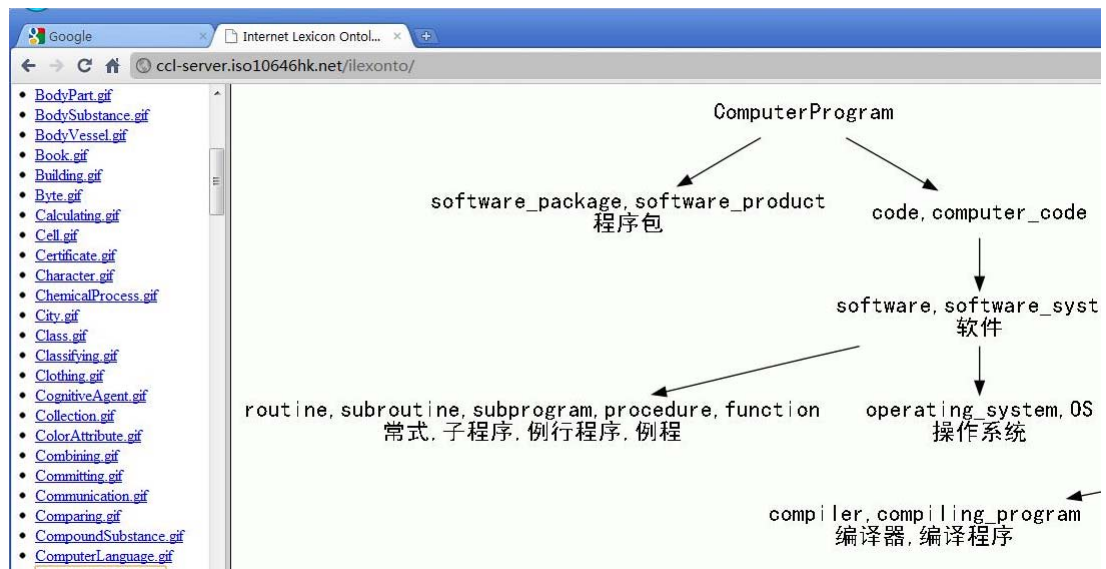 Google
Internet Lexicon Ontol...
ccl-server.iso10646hk.net/ilexonto/
BodyPart.gif
BodySubstance.gif
BodyVessel.gif
Book.gif
Building.gif
Byte.gif
Calculating.gif
Cell.gif
Certificate.gif
Character.gif
ChemicalProcess.gif
City.gif
Class.gif
Classifying.gif
Clothing.gif
CognitiveAgent.gif
Collection.gif
ColorAttribute.gif
Combining.gif
Committing.gif
Communication.gif
Comparing.gif
CompoundSubstance.gif
ComputerLanguage.gif
ComputerProgram
software_package,software_product
程序包
code,computer_code
software,software_syst
软件
routine,subroutine,subprogram,procedure,function
常式,子程序,例行程序,例程
operating_system,OS
操作系统
compiler,compiling_program
编译器,编译程序